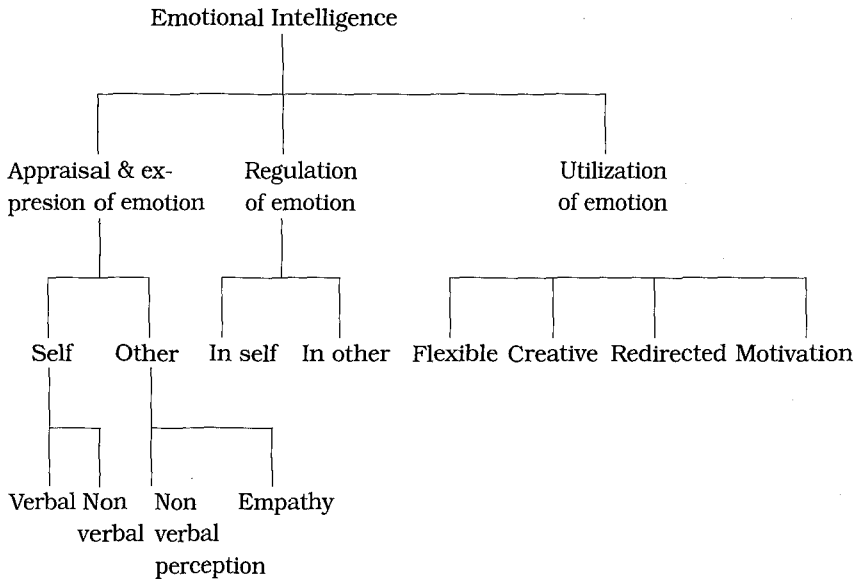 Emotional Intelligence
Appraisal & ex-
presion of emotion
Regulation
of emotion
Utilization
of emotion
Self
Other
In self
In other
Flexible
Creative
Redirected
Motivation
Verbal
Non
verbal
Non
verbal
perception
Empathy